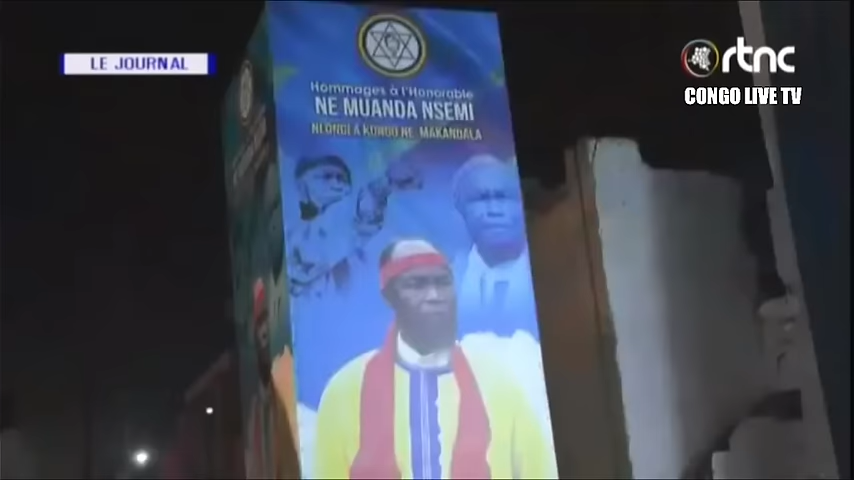 LE JOURNAL
rtnc
CONGO LIVE TV
Hommages à l'Honorable
NE MUANDA NSEMI
NLONGI A KONGO NE MAKANDALA